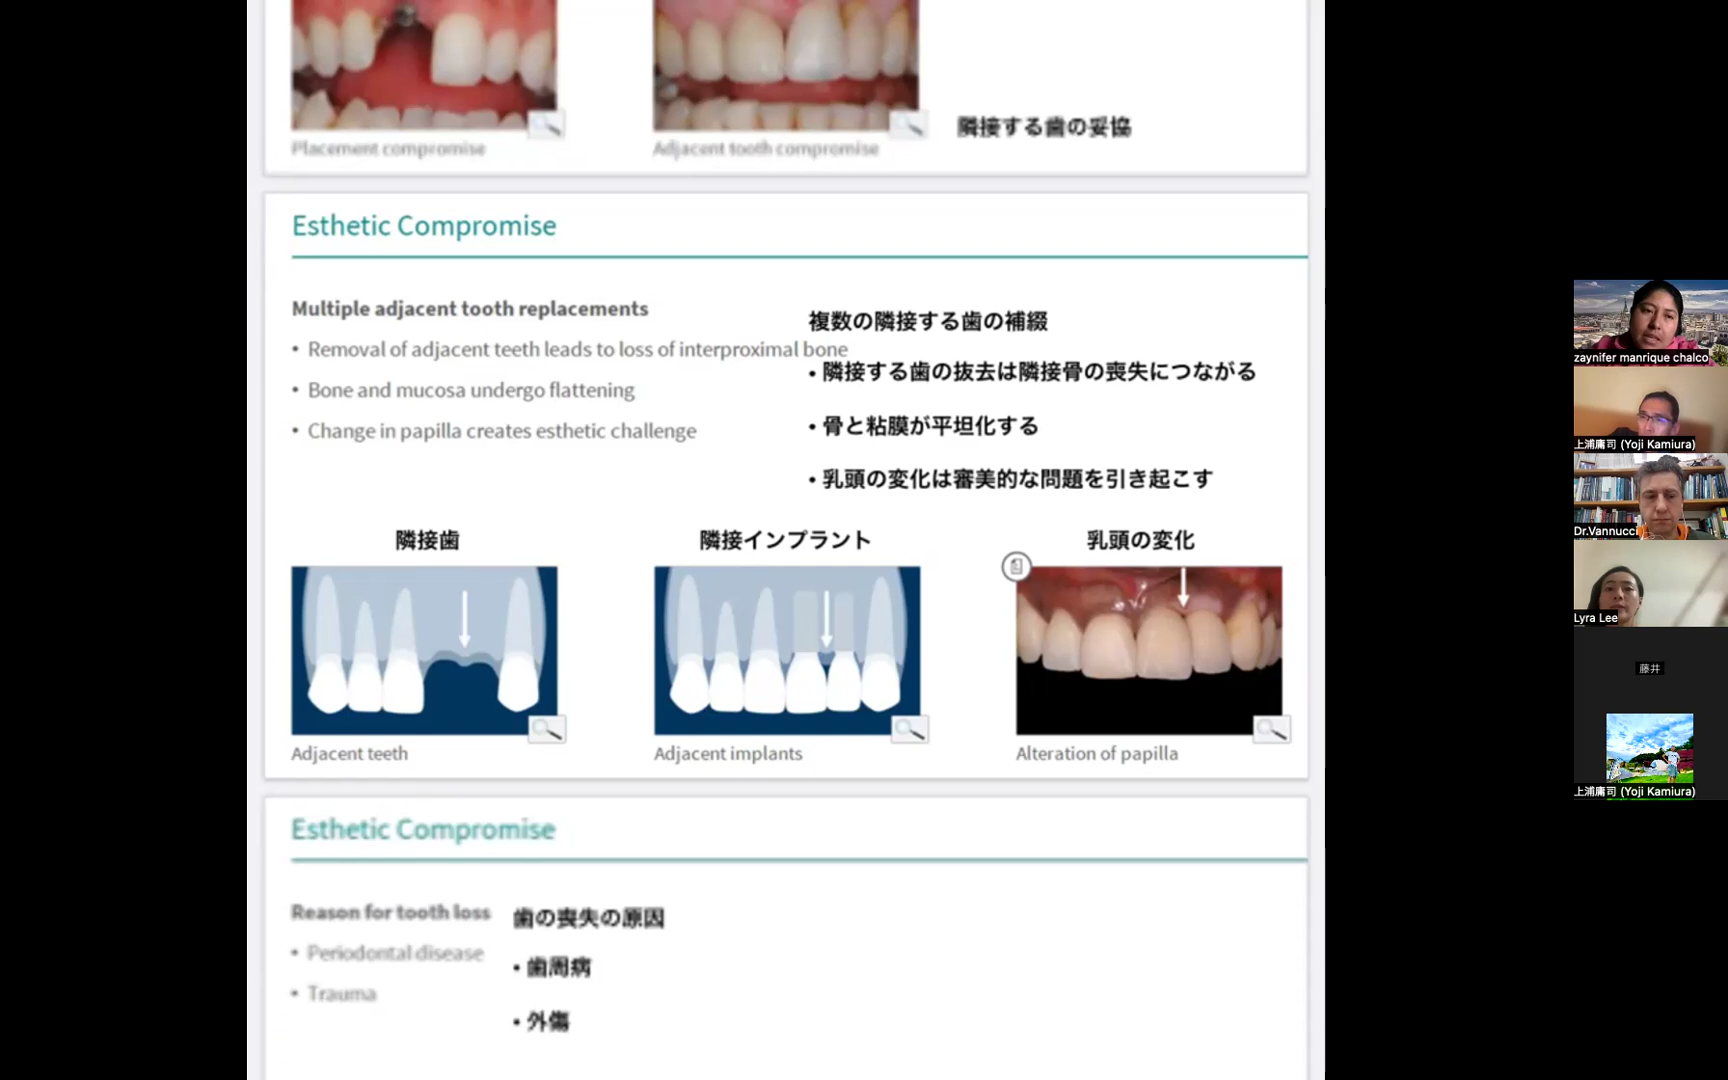 Placement compromise
Adjacent tooth compromise
隣接する歯の妥協
Esthetic Compromise
Multiple adjacent tooth replacements
• Removal of adjacent teeth leads to loss of interproximal bone
• Bone and mucosa undergo flattening
• Change in papilla creates esthetic challenge
複数の隣接する歯の補綴
• 隣接する歯の抜去は隣接骨の喪失につながる
• 骨と粘膜が平坦化する
• 乳頭の変化は審美的な問題を引き起こす
隣接歯
隣接インプラント
乳頭の変化
Adjacent teeth
Adjacent implants
Alteration of papilla
Esthetic Compromise
Reason for tooth loss
• Periodontal disease
• Trauma
歯の喪失の原因
• 歯周病
• 外傷
zaynifer manrique chalco
上浦庸司 (Yoji Kamiura)
Dr.Vannucci
Lyra Lee
藤井
上浦庸司 (Yoji Kamiura)